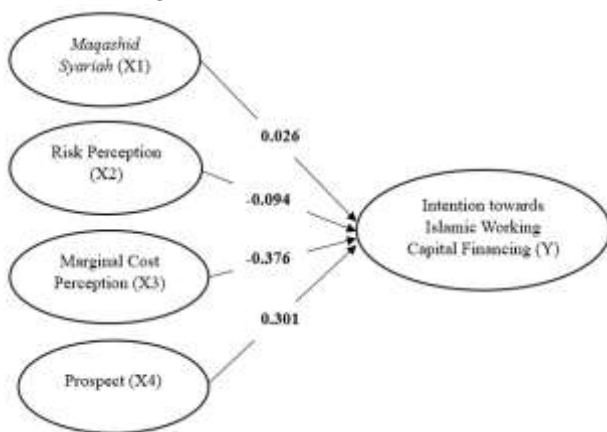 Maqashid
Syariah (X1)
0.026
Risk Perception
(X2)
-0.094
Intention towards
Islamic Working
Capital Financing (Y)
Marginal Cost
Perception (X3)
-0.376
0.301
Prospect (X4)